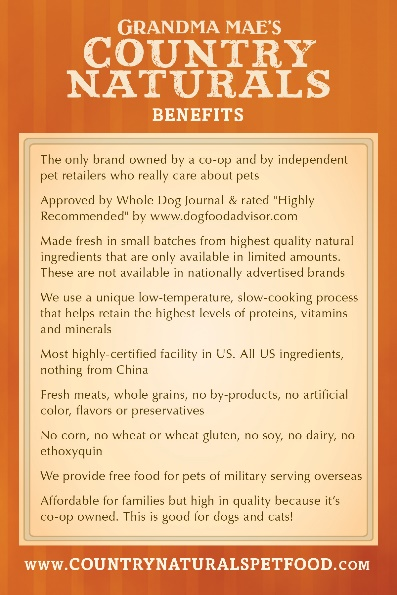 GRANDMA MAE'S
COUNTRY
NATURALS
BENEFITS
The only brand owned by a co-op and by independent
pet retailers who really care about pets
Approved by Whole Dog Journal & rated "Highly
Recommended" by www.dogfoodadvisor.com
Made fresh in small batches from highest quality natural
ingredients that are only available in limited amounts.
These are not available in nationally advertised brands
We use a unique low-temperature, slow-cooking process
that helps retain the highest levels of proteins, vitamins
and minerals
Most highly-certified facility in US. All US ingredients,
nothing from China
Fresh meats, whole grains, no by-products, no artificial
color, flavors or preservatives
No corn, no wheat or wheat gluten, no soy, no dairy, no
ethoxyquin
We provide free food for pets of military serving overseas
Affordable for families but high in quality because it's
co-op owned. This is good for dogs and cats!
WWW.COUNTRYNATURALSPETFOOD.COM